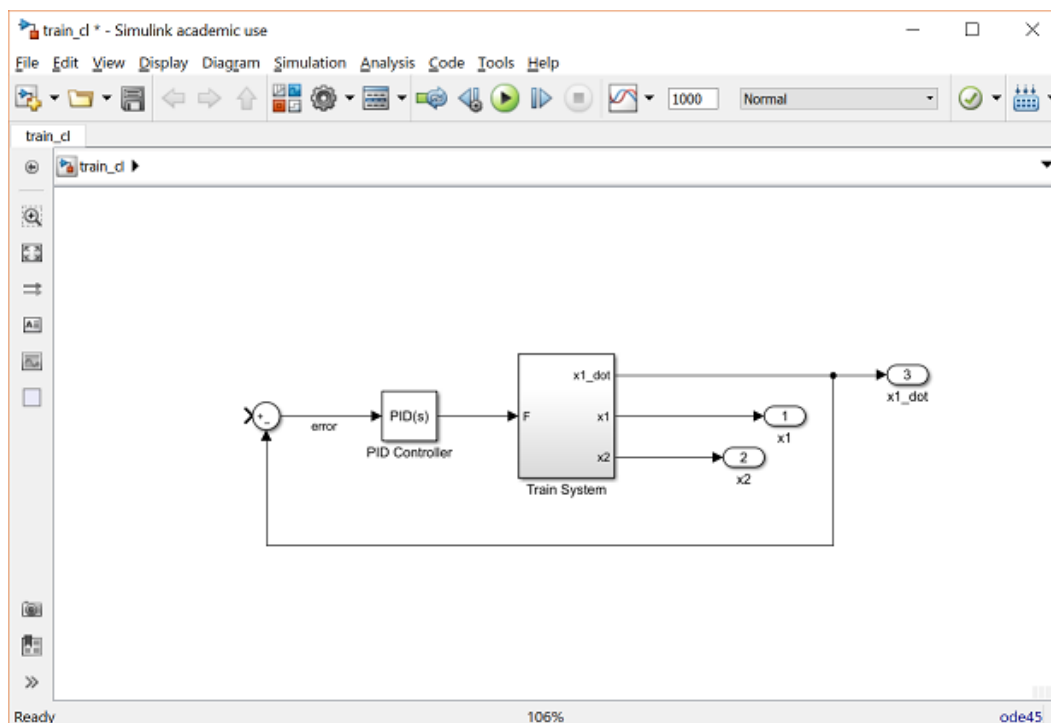 train_cl * - Simulink academic use
File Edit View Display Diagram Simulation Analysis Code Tools Help
1000 Normal
train_cl
train_cl
x1_dot 3
x1_dot
+_ error PID(s) F x1 1
PID Controller x1
x2 2
Train System x2
Ready 106% ode45